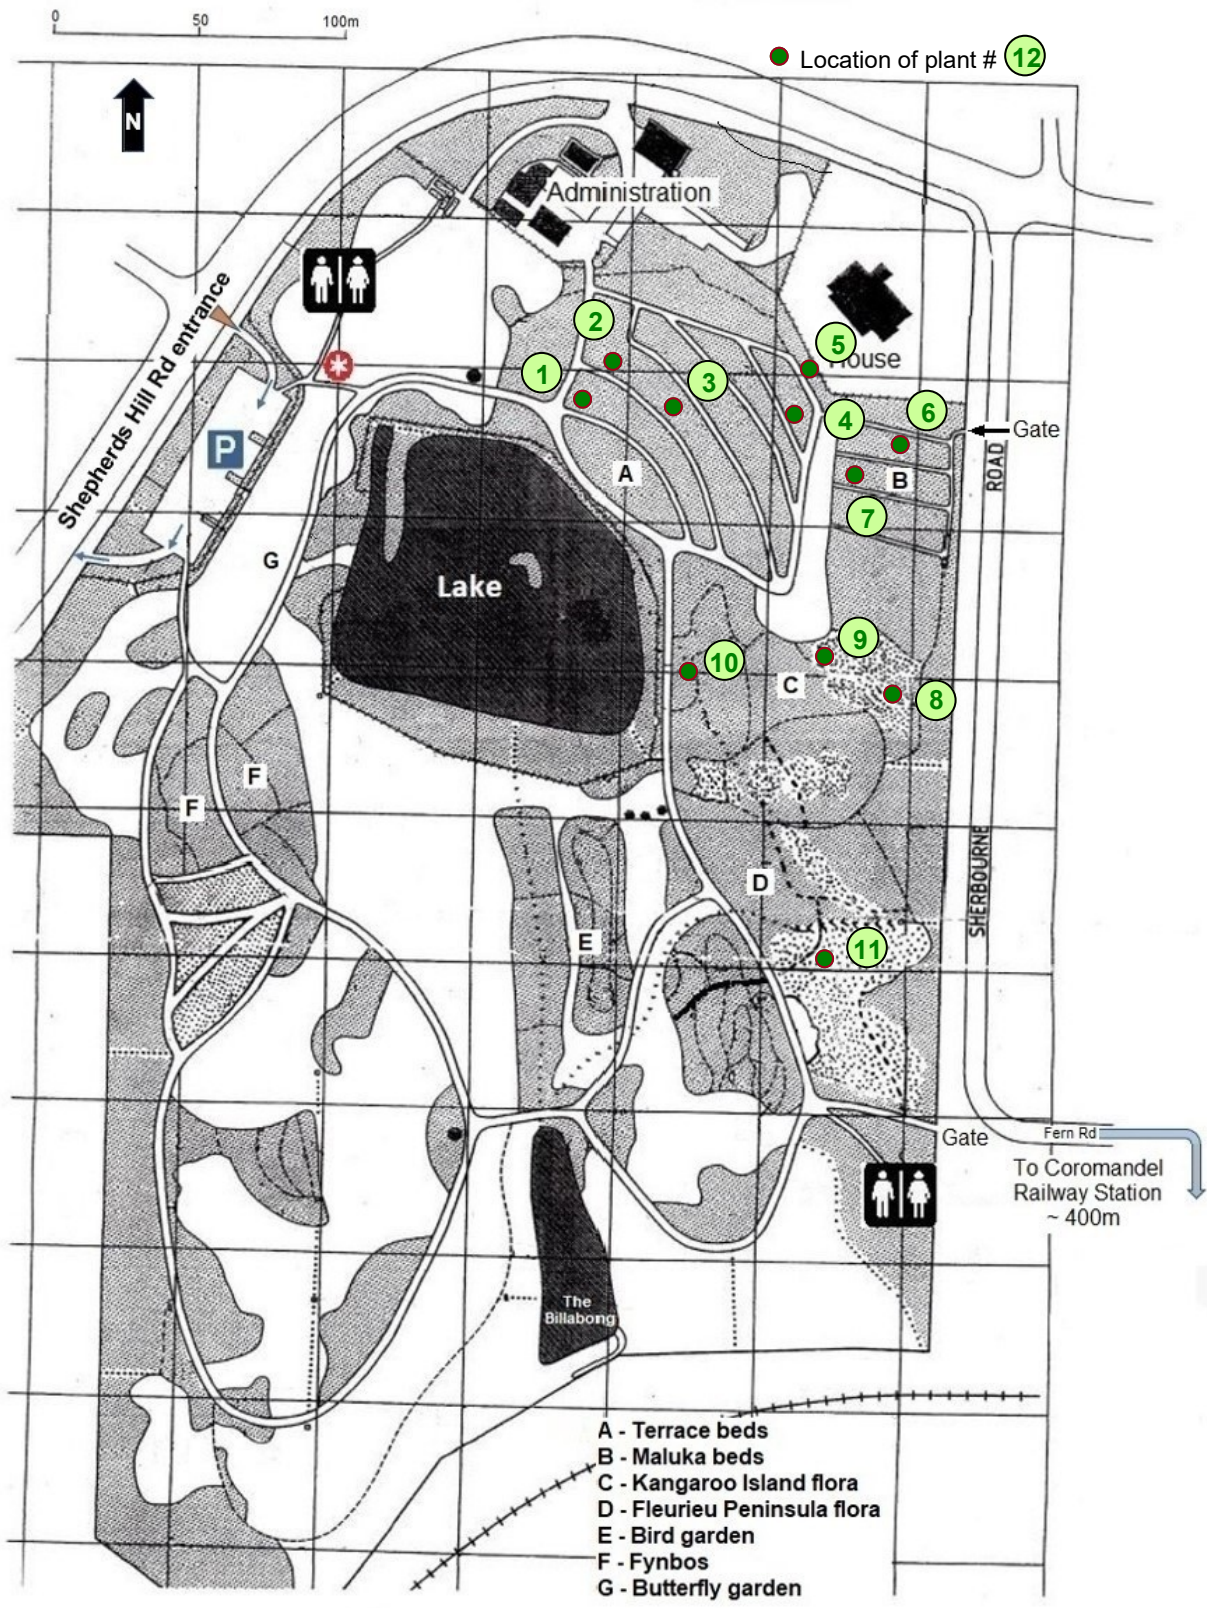 0 50 100m
Location of plant # 12
N
Administration
Shepherds Hill Rd entrance
2
5
House
1
3
4
6
Gate
P
A
B
ROAD
7
G
Lake
9
10
C
8
F
F
D
SHERBOURNE
E
11
Gate
Fern Rd
To Coromandel
Railway Station
~ 400m
The
Billabong
A - Terrace beds
B - Maluka beds
C - Kangaroo Island flora
D - Fleurieu Peninsula flora
E - Bird garden
F - Fynbos
G - Butterfly garden